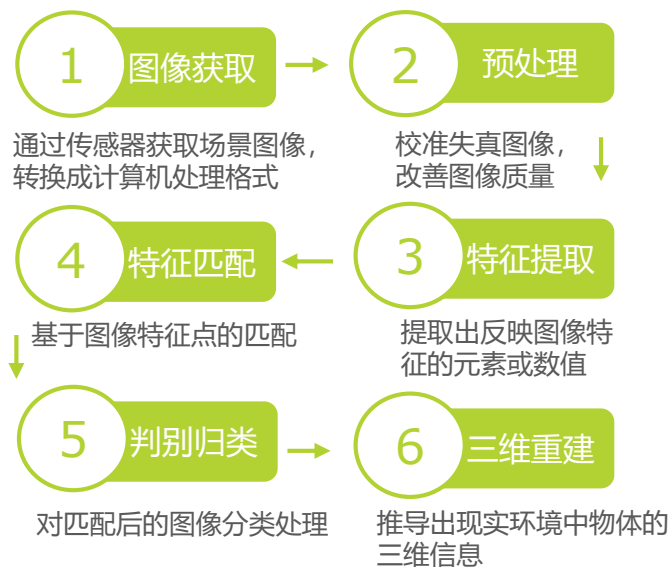 1 图像获取
通过传感器获取场景图像，
转换成计算机处理格式
2 预处理
校准失真图像，
改善图像质量
3 特征提取
提取出反映图像特
征的元素或数值
4 特征匹配
基于图像特征点的匹配
5 判别归类
对匹配后的图像分类处理
6 三维重建
推导出现实环境中物体的
三维信息